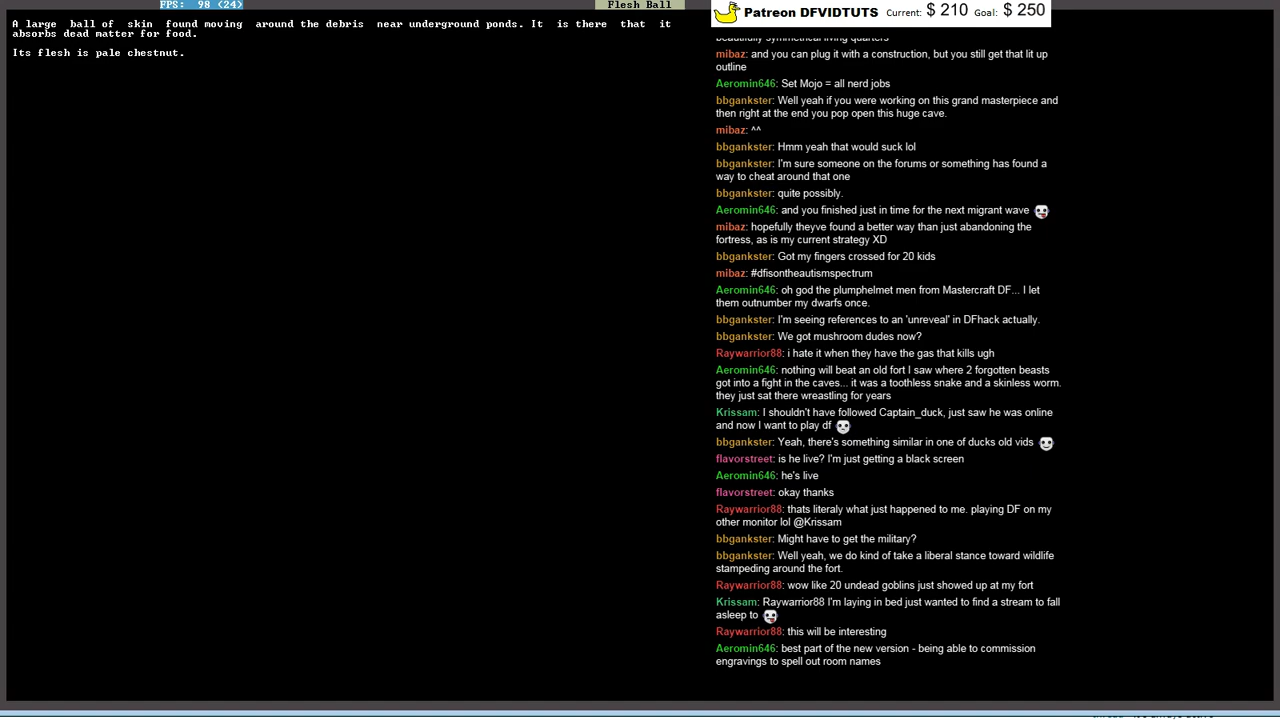 FPS: 98 (24)
Flesh Ball
A large ball of skin found moving around the debris near underground ponds. It is there that it
absorbs dead matter for food.
Its flesh is pale chestnut.
Patreon DFVIDTUTS Current: $ 210 Goal: $ 250
beautifully symmetrical living quarters
mibaz: and you can plug it with a construction, but you still get that lit up
outline
Aeromin646: Set Mojo = all nerd jobs
bbgankster: Well yeah if you were working on this grand masterpiece and
then right at the end you pop open this huge cave.
mibaz: ^^
bbgankster: Hmm yeah that would suck lol
bbgankster: I'm sure someone on the forums or something has found a
way to cheat around that one
bbgankster: quite possibly.
Aeromin646: and you finished just in time for the next migrant wave
mibaz: hopefully theyve found a better way than just abandoning the
fortress, as is my current strategy XD
bbgankster: Got my fingers crossed for 20 kids
mibaz: #dfisontheautismspectrum
Aeromin646: oh god the plumphelmet men from Mastercraft DF... I let
them outnumber my dwarfs once.
bbgankster: I'm seeing references to an 'unreveal' in DFhack actually.
bbgankster: We got mushroom dudes now?
Raywarrior88: i hate it when they have the gas that kills ugh
Aeromin646: nothing will beat an old fort I saw where 2 forgotten beasts
got into a fight in the caves... it was a toothless snake and a skinless worm.
they just sat there wreastling for years
Krissam: I shouldn't have followed Captain_duck, just saw he was online
and now I want to play df
bbgankster: Yeah, there's something similar in one of ducks old vids
flavorstreet: is he live? I'm just getting a black screen
Aeromin646: he's live
flavorstreet: okay thanks
Raywarrior88: thats literaly what just happened to me. playing DF on my
other monitor lol @Krissam
bbgankster: Might have to get the military?
bbgankster: Well yeah, we do kind of take a liberal stance toward wildlife
stampeding around the fort.
Raywarrior88: wow like 20 undead goblins just showed up at my fort
Krissam: Raywarrior88 I'm laying in bed just wanted to find a stream to fall
asleep to
Raywarrior88: this will be interesting
Aeromin646: best part of the new version - being able to commission
engravings to spell out room names